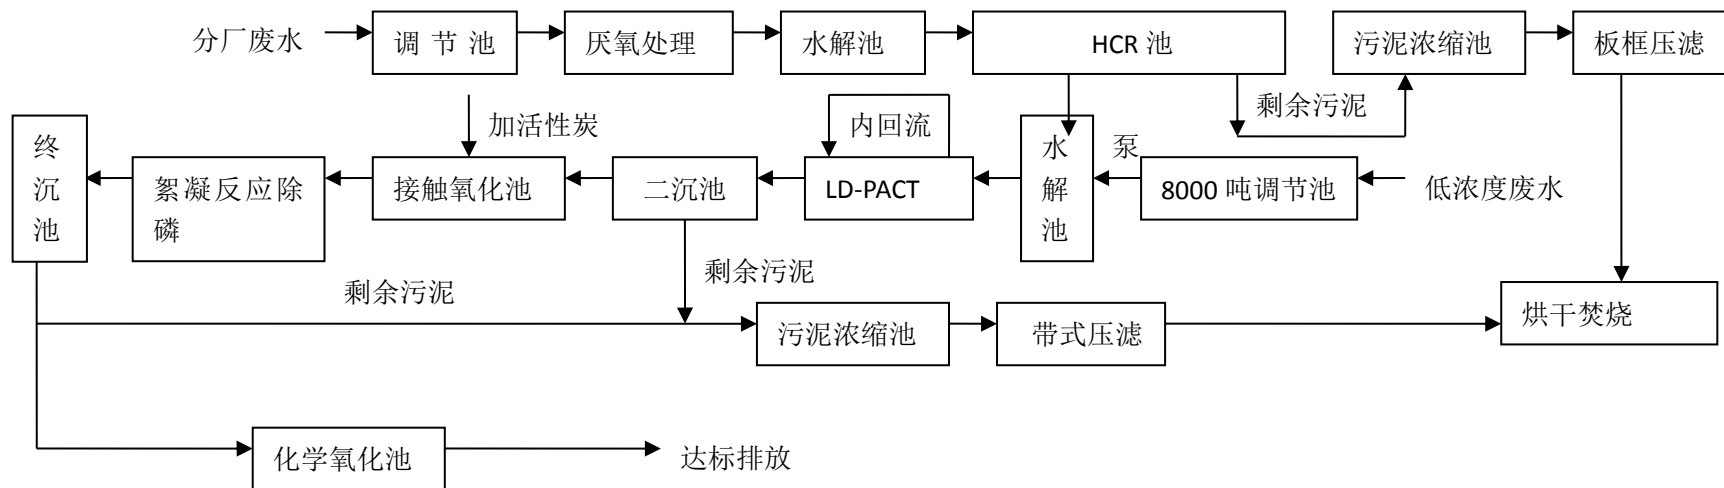 分厂废水
调节池
厌氧处理
水解池
HCR 池
污泥浓缩池
板框压滤
剩余污泥
终沉池
絮凝反应除
磷
加活性炭
接触氧化池
二沉池
内回流
LD-PACT
水解池
泵
8000 吨调节池
低浓度废水
剩余污泥
剩余污泥
污泥浓缩池
带式压滤
烘干焚烧
化学氧化池
达标排放